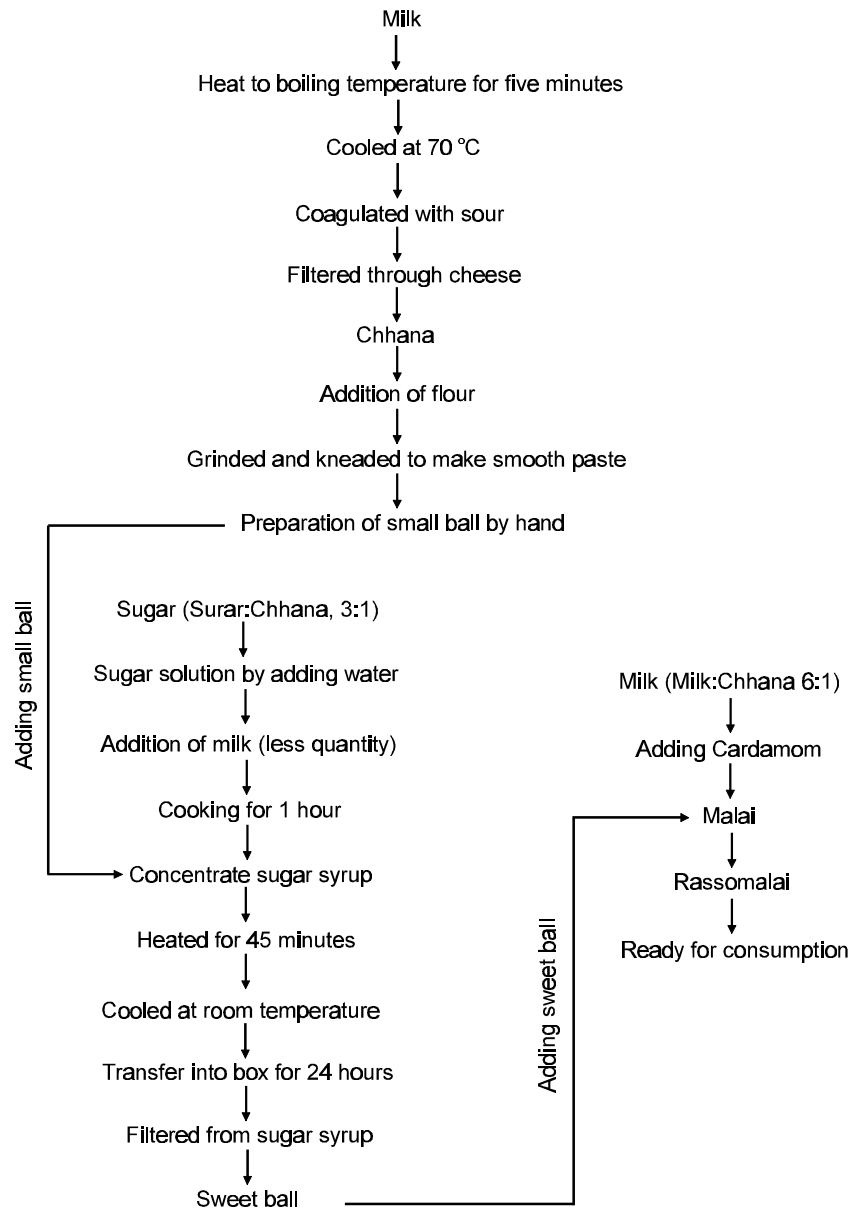 Milk
Heat to boiling temperature for five minutes
Cooled at 70 °C
Coagulated with sour
Filtered through cheese
Chhana
Addition of flour
Grinded and kneaded to make smooth paste
Preparation of small ball by hand
Adding small ball
Sugar (Surar:Chhana, 3:1)
Sugar solution by adding water
Addition of milk (less quantity)
Cooking for 1 hour
Concentrate sugar syrup
Heated for 45 minutes
Cooled at room temperature
Transfer into box for 24 hours
Filtered from sugar syrup
Sweet ball
Adding sweet ball
Milk (Milk:Chhana 6:1)
Adding Cardamom
Malai
Rassomalai
Ready for consumption